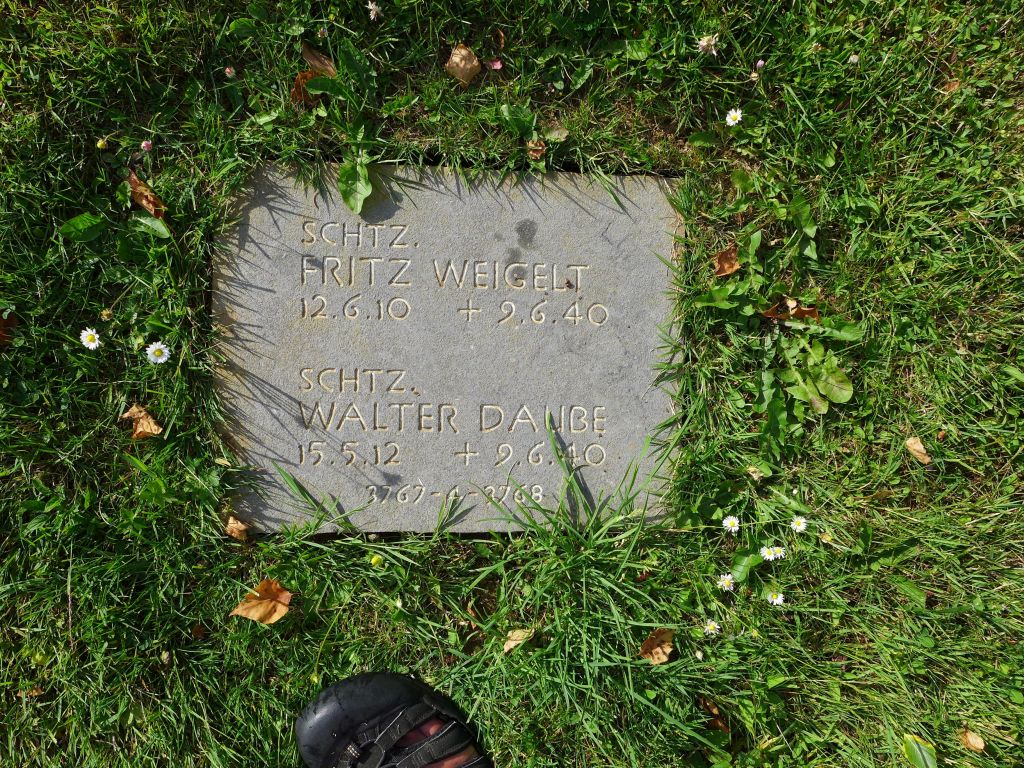 SCHTZ.
FRITZ WEIGELT
12.6.10 + 9.6.40
SCHTZ.
WALTER DAUBE
15.5.12 + 9.6.40
3767-4-3768